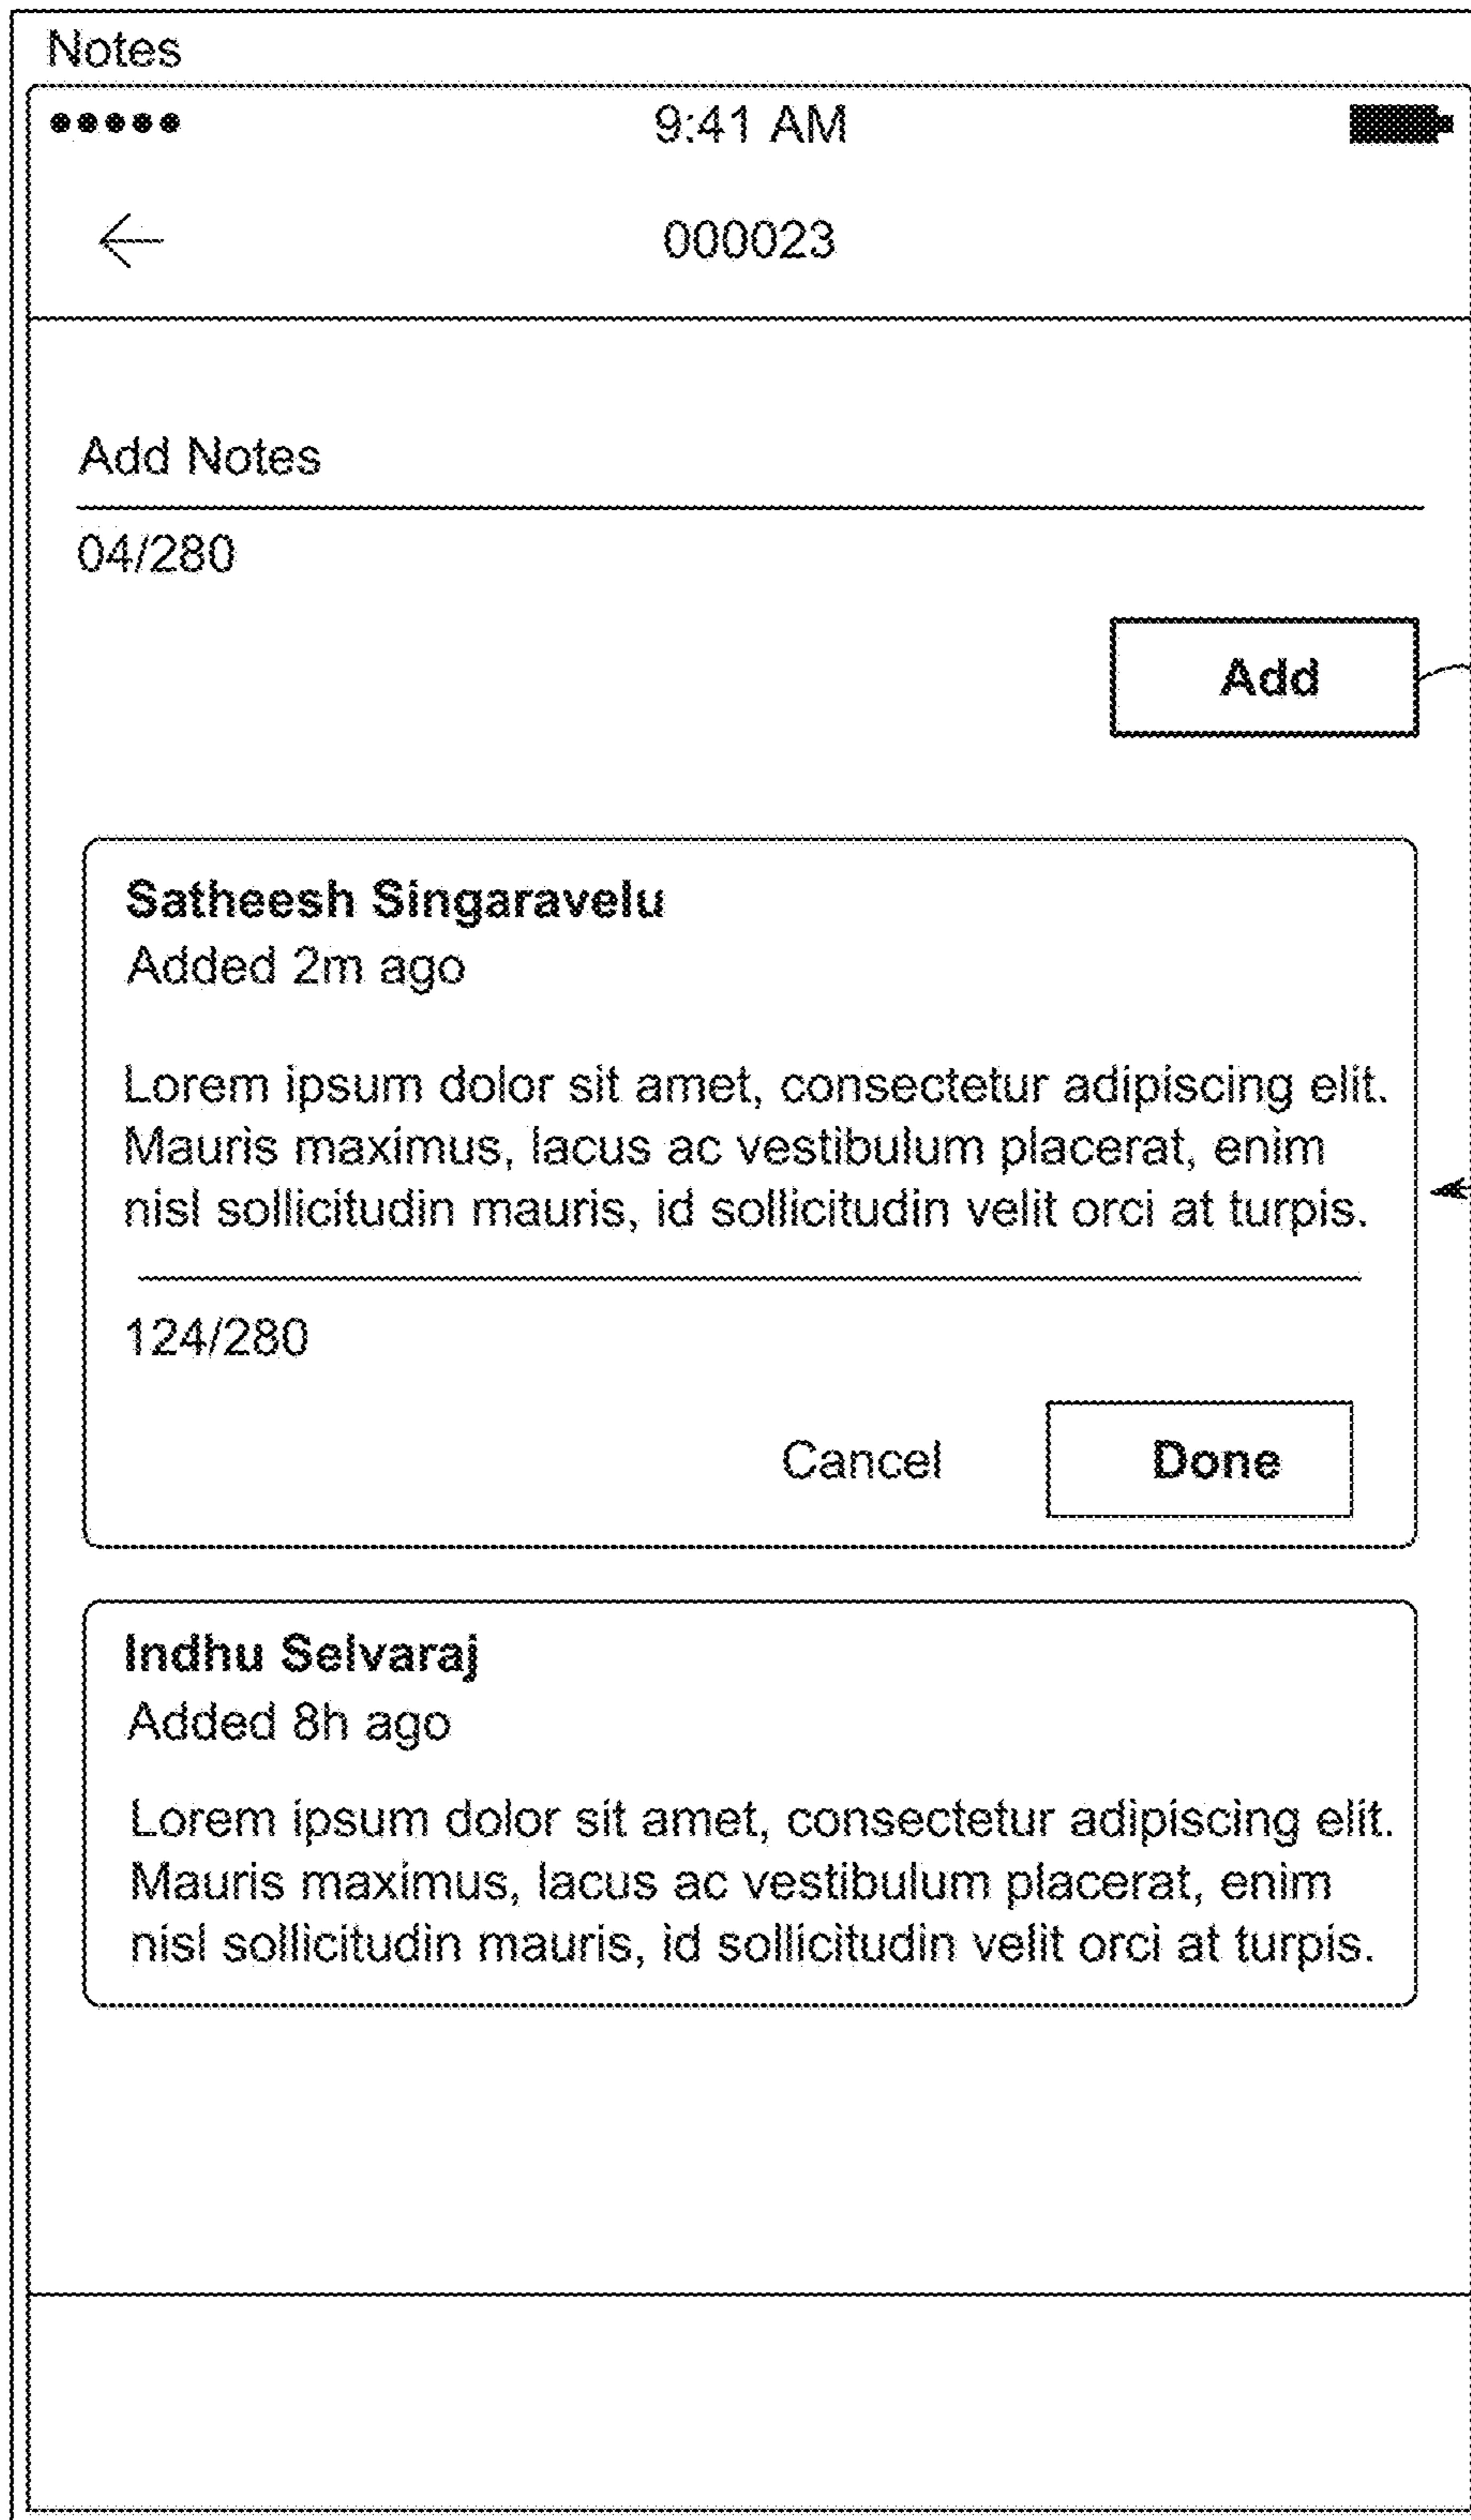 Notes
9:41 AM
000023
Add Notes
04/280
Add
Satheesh Singaravelu
Added 2m ago
Lorem ipsum dolor sit amet, consectetur adipiscing elit.
Mauris maximus, lacus ac vestibulum placerat, enim
nisl sollicitudin mauris, id sollicitudin velit orci at turpis.
124/280
Cancel
Done
Indhu Selvaraj
Added 8h ago
Lorem ipsum dolor sit amet, consectetur adipiscing elit.
Mauris maximus, lacus ac vestibulum placerat, enim
nisl sollicitudin mauris, id sollicitudin velit orci at turpis.